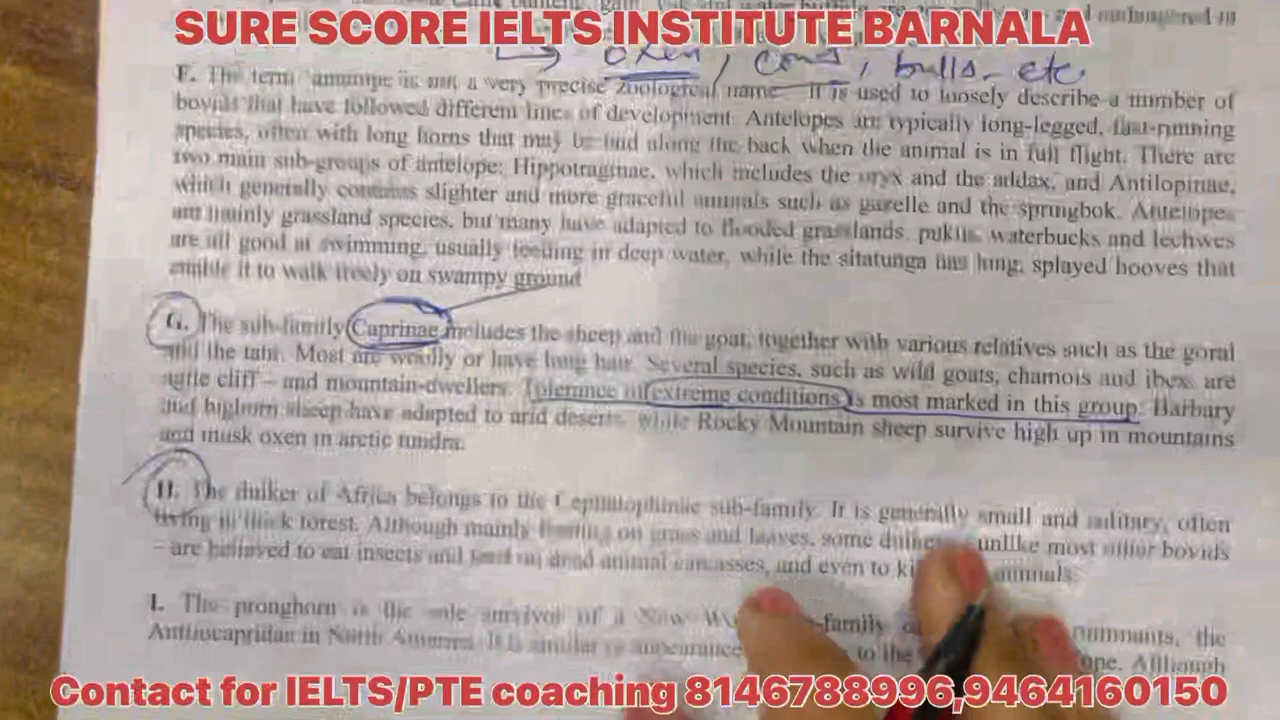 SURE SCORE IELTS INSTITUTE BARNALA
endangered in
→ oxen, cows, bulls, etc
F. The term antelope is not a very precise zoological name – it is used to loosely describe a number of
bovids that have followed different lines of development. Antelopes are typically long-legged, fast-running
species, often with long horns that may be laid along the back when the animal is in full flight. There are
two main sub-groups of antelope: Hippotraginae, which includes the oryx and the addax, and Antilopinae,
which generally contains slighter and more graceful animals such as gazelle and the springbok. Antelopes
are mainly grassland species, but many have adapted to flooded grasslands. pukus, waterbucks and lechwes
are all good at swimming, usually feeding in deep water, while the sitatunga has long, splayed hooves that
enable it to walk freely on swampy ground
G. The sub-family Caprinae includes the sheep and the goat, together with various relatives such as the goral
and the tahr. Most are woolly or have long hair. Several species, such as wild goats, chamois and ibex, are
agile cliff – and mountain-dwellers. Tolerance of extreme conditions is most marked in this group. Barbary
and bighorn sheep have adapted to arid deserts, while Rocky Mountain sheep survive high up in mountains
and musk oxen in arctic tundra.
H. The duiker of Africa belongs to the Cephalophinae sub-family. It is generally small and solitary, often
living in thick forest. Although mainly feeding on grass and leaves, some duikers unlike most other bovids
– are believed to eat insects and feed on dead animal carcasses, and even to animals.
I. The pronghorn is the sole survivor of a New -family ruminants, the
Antilocapridae in North America. It is similar in appearance to the Although
Contact for IELTS/PTE coaching 8146788996,9464160150